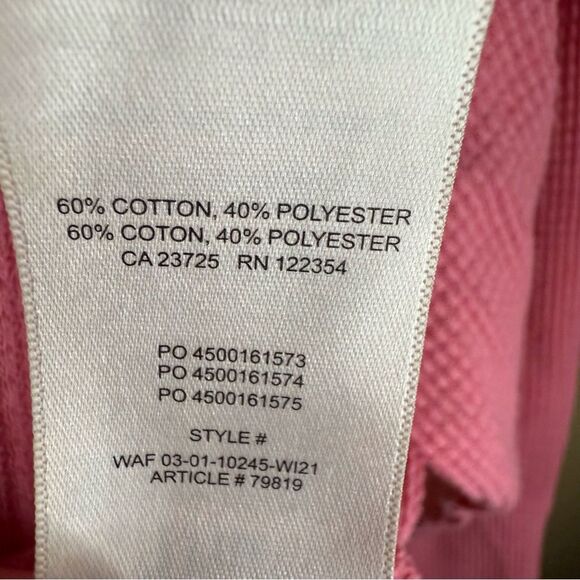 60% COTTON, 40% POLYESTER
60% COTON, 40% POLYESTER
CA 23725 RN 122354
PO 4500161573
PO 4500161574
PO 4500161575
STYLE #
WAF 03-01-10245-WI21
ARTICLE # 79819